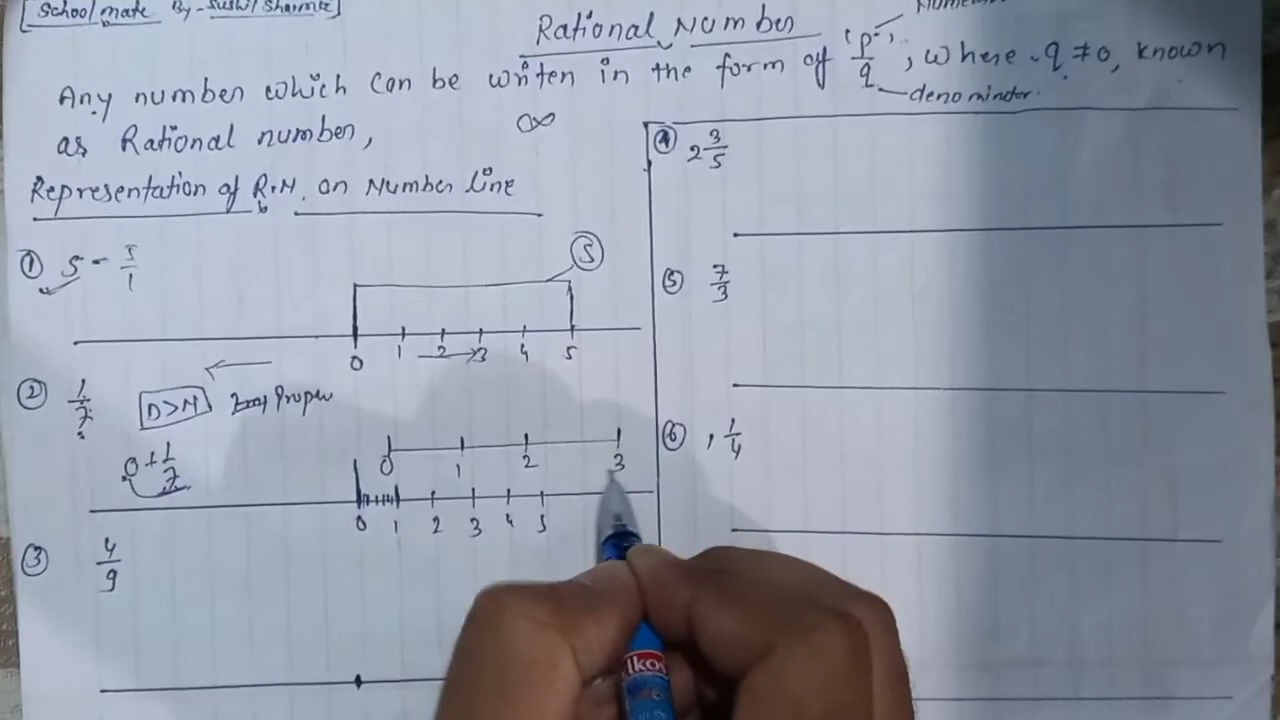 [School mate By - Sushil Sharma]
Rational Number
Any number which can be writen in the form of 'p/q', where q ≠ 0, known
denominter.
as Rational number,
∞
Representation of R.N. on Number line
① 5 - 5/1
5
0 1 2 3 4 5
② 1/7 D>N Proper
0 + 1/7
0 1 2 3
0 1 2 3 4 5
③ 4/9
④ 2 3/5
⑤ 7/3
⑥ , 1/4